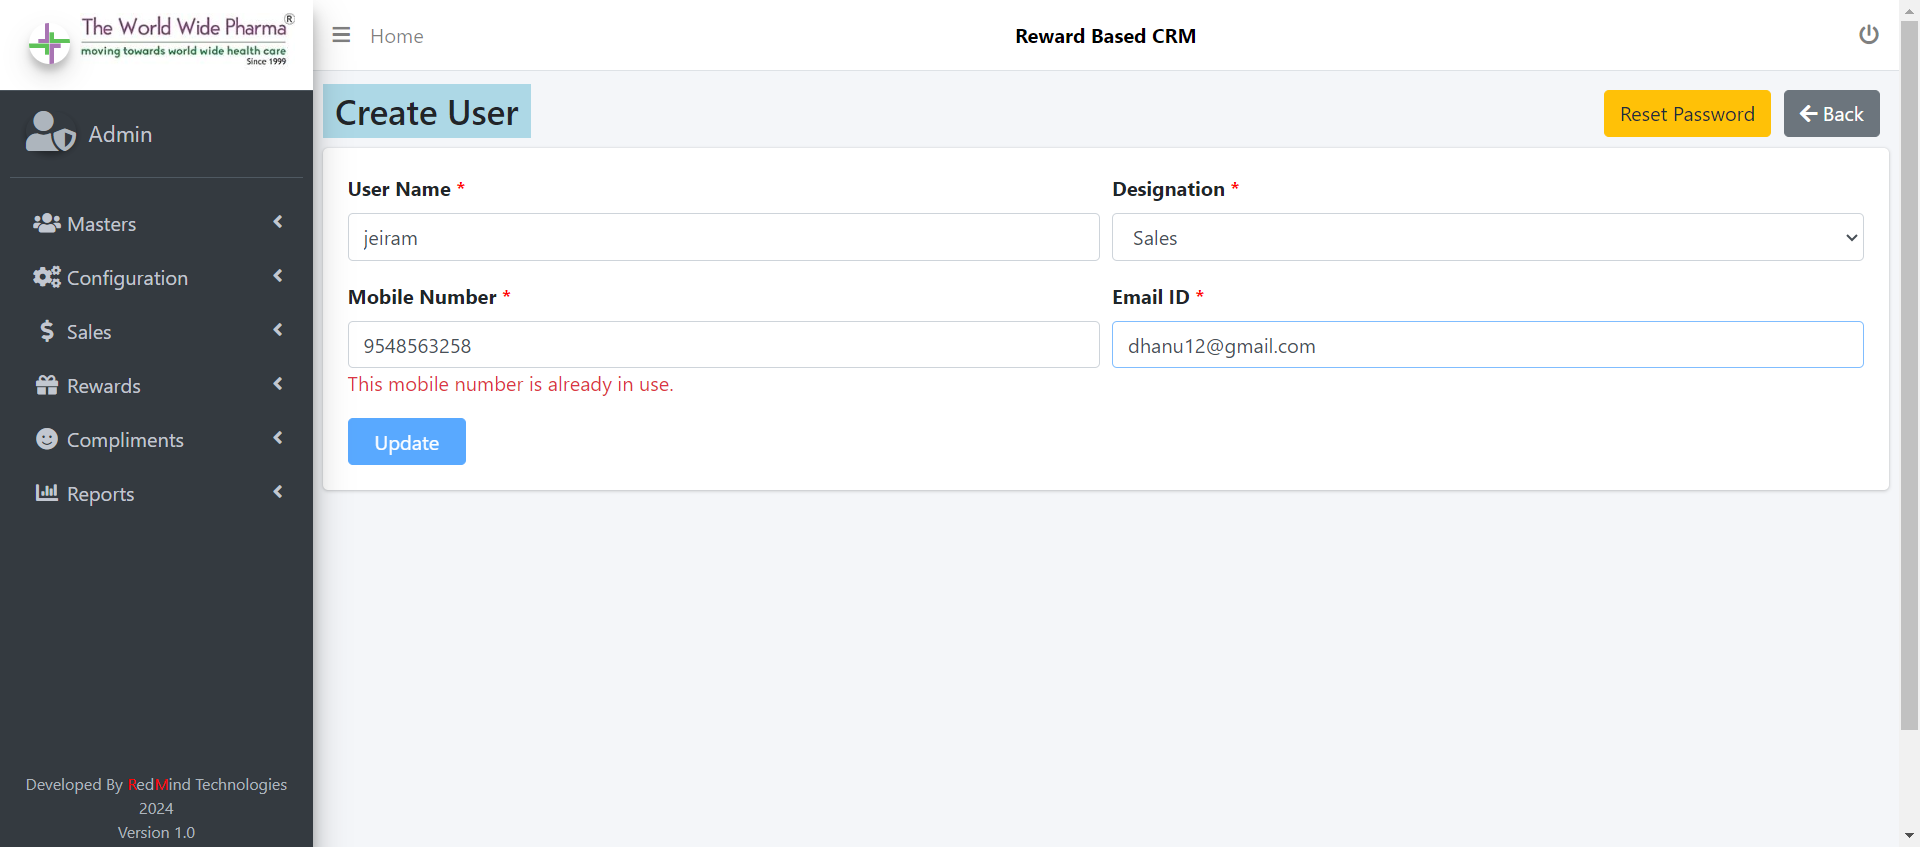 The World Wide Pharma®
moving towards world wide health care
Since 1999
Home
Reward Based CRM
Admin
Masters
Configuration
Sales
Rewards
Compliments
Reports
Developed By RedMind Technologies
2024
Version 1.0
Create User
Reset Password
Back
User Name *
Designation *
jeiram
Sales
Mobile Number *
Email ID *
9548563258
dhanu12@gmail.com
This mobile number is already in use.
Update